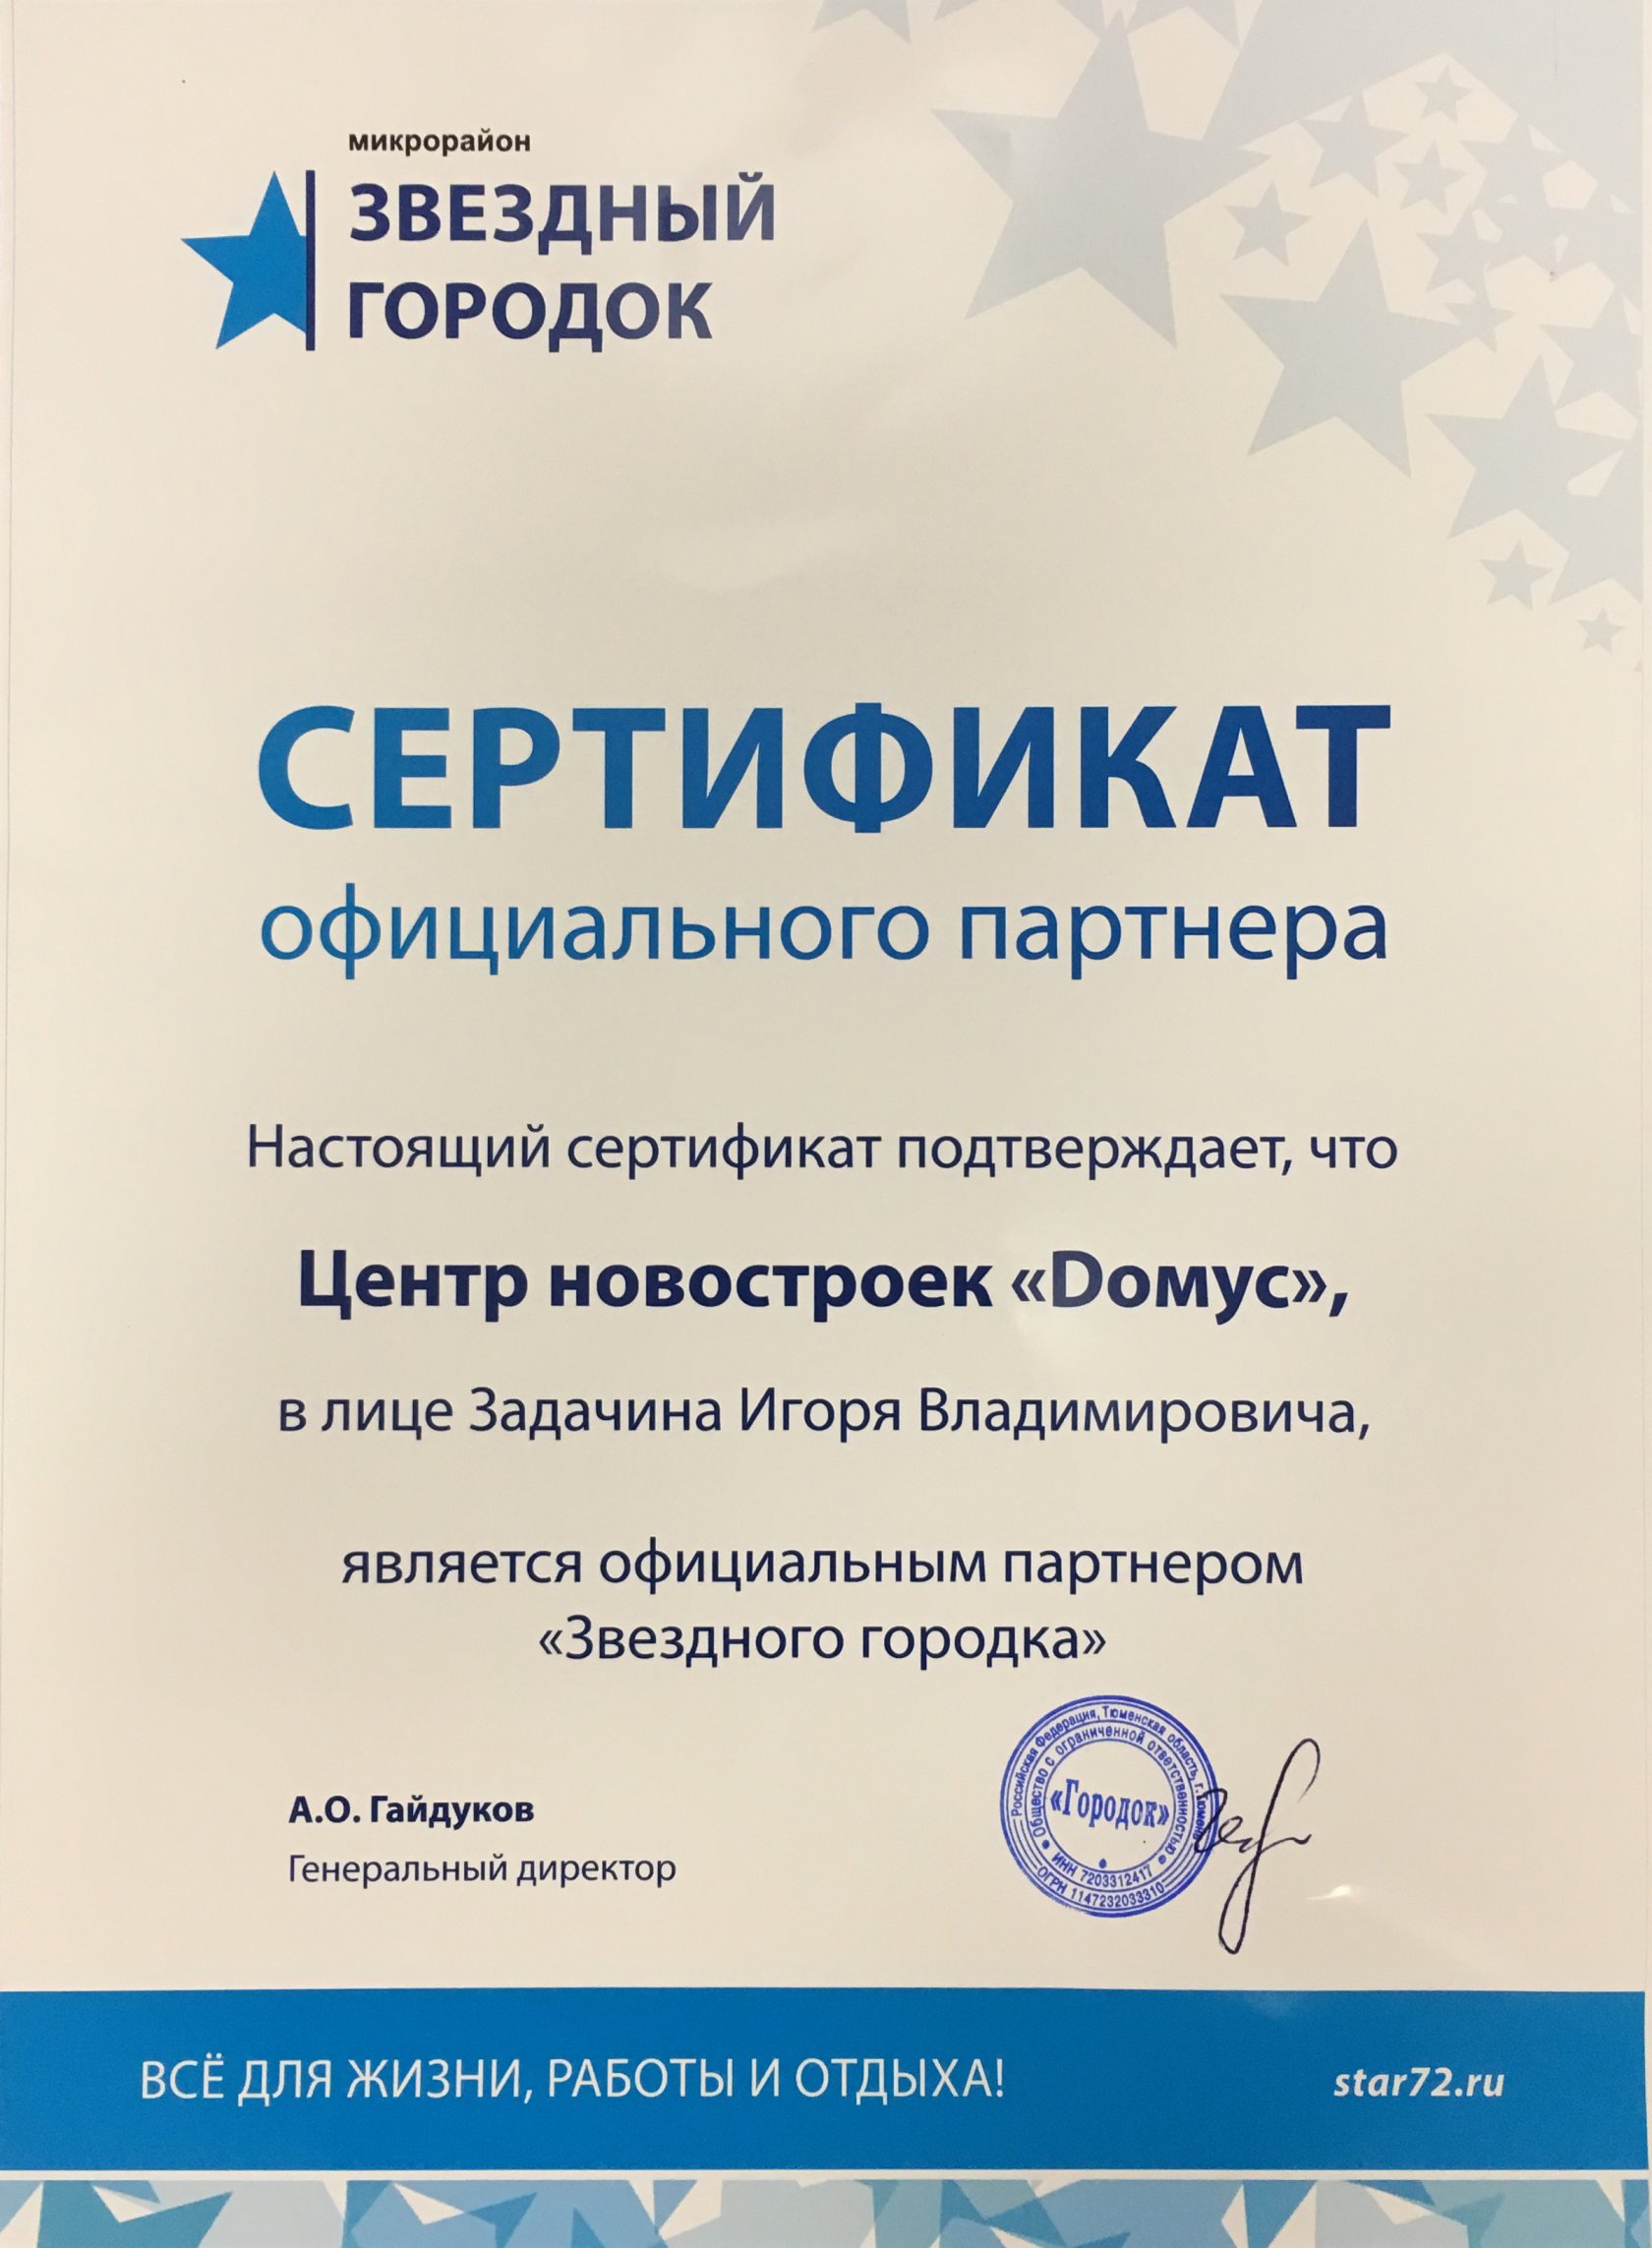 микрорайон
ЗВЕЗДНЫЙ
ГОРОДОК
СЕРТИФИКАТ
официального партнера
Настоящий сертификат подтверждает, что
Центр новостроек «Dомус»,
в лице Задачина Игоря Владимировича,
является официальным партнером
«Звездного городка»
А.О. Гайдуков
Генеральный директор
Российская Федерация, Тюменская область, г. Тюмень
Общество с ограниченной ответственностью
«Городок»
ИНН 7203312417
ОГРН 1147232033310
ВСЁ ДЛЯ ЖИЗНИ, РАБОТЫ И ОТДЫХА!
star72.ru